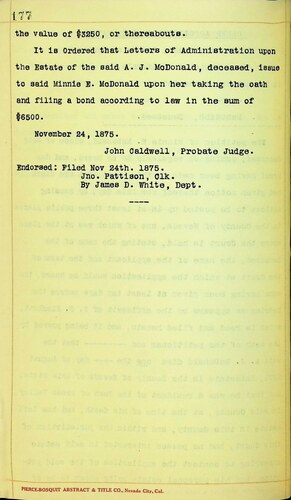 177
the value of $3250, or thereabouts.
It is Ordered that Letters of Administration upon
the Estate of the said A. J. McDonald, deceased, issue
to said Minnie E. McDonald upon her taking the oath
and filing a bond according to law in the sum of
$6500.
November 24, 1875.
John Caldwell, Probate Judge.
Endorsed: Filed Nov 24th. 1875.
Jno. Pattison, Clk.
By James D. White, Dept.
----
PIERCE-BOSQUIT ABSTRACT & TITLE CO., Nevada City, Cal.